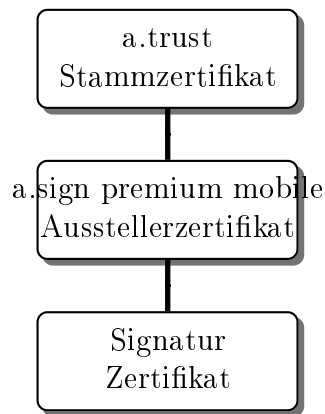 a.trust
Stammzertifikat
a.sign premium mobile
Ausstellerzertifikat
Signatur
Zertifikat